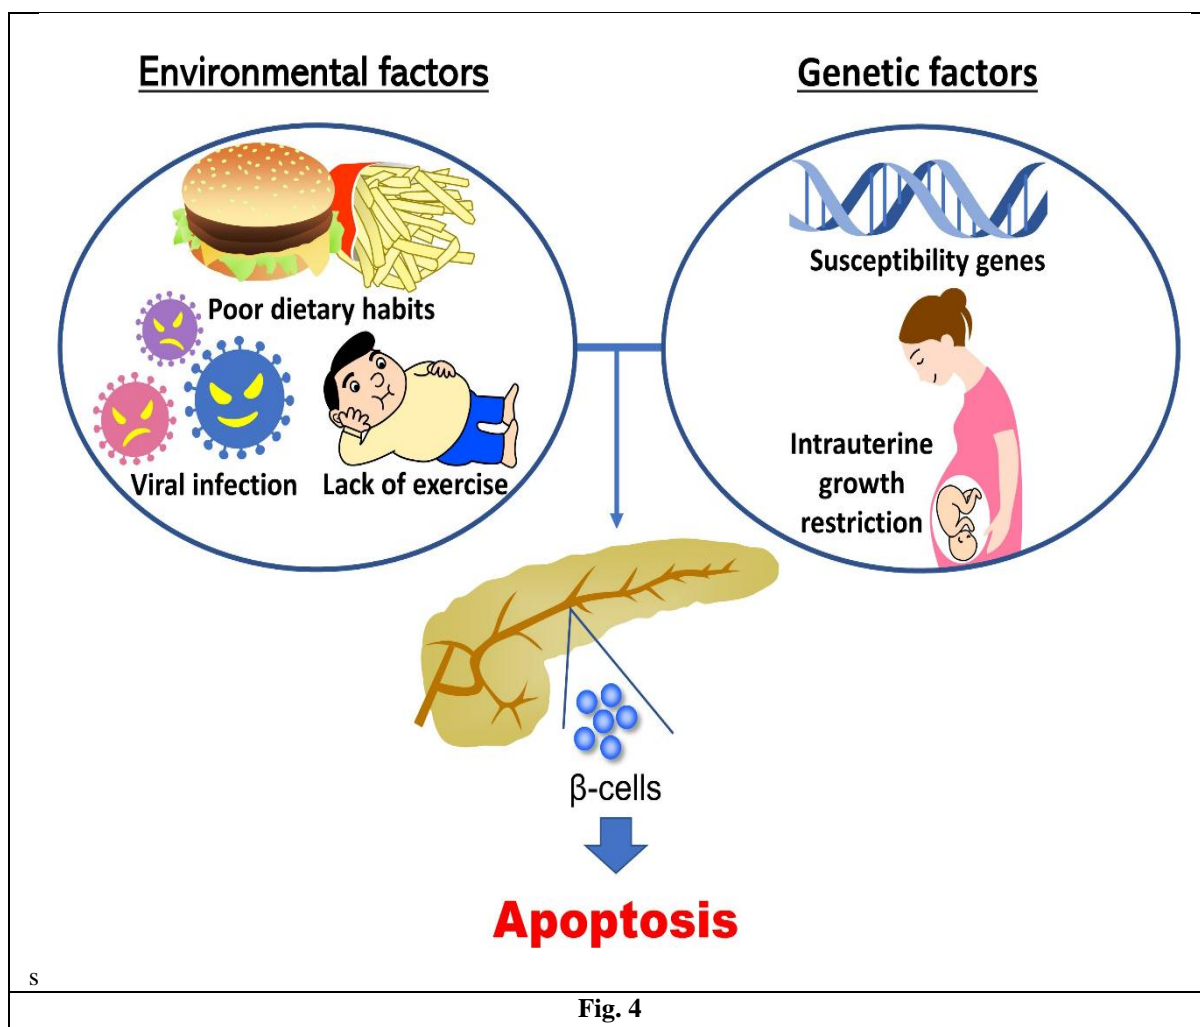 Environmental factors
Genetic factors
Poor dietary habits
Viral infection
Lack of exercise
Susceptibility genes
Intrauterine
growth
restriction
β-cells
Apoptosis
s
Fig. 4